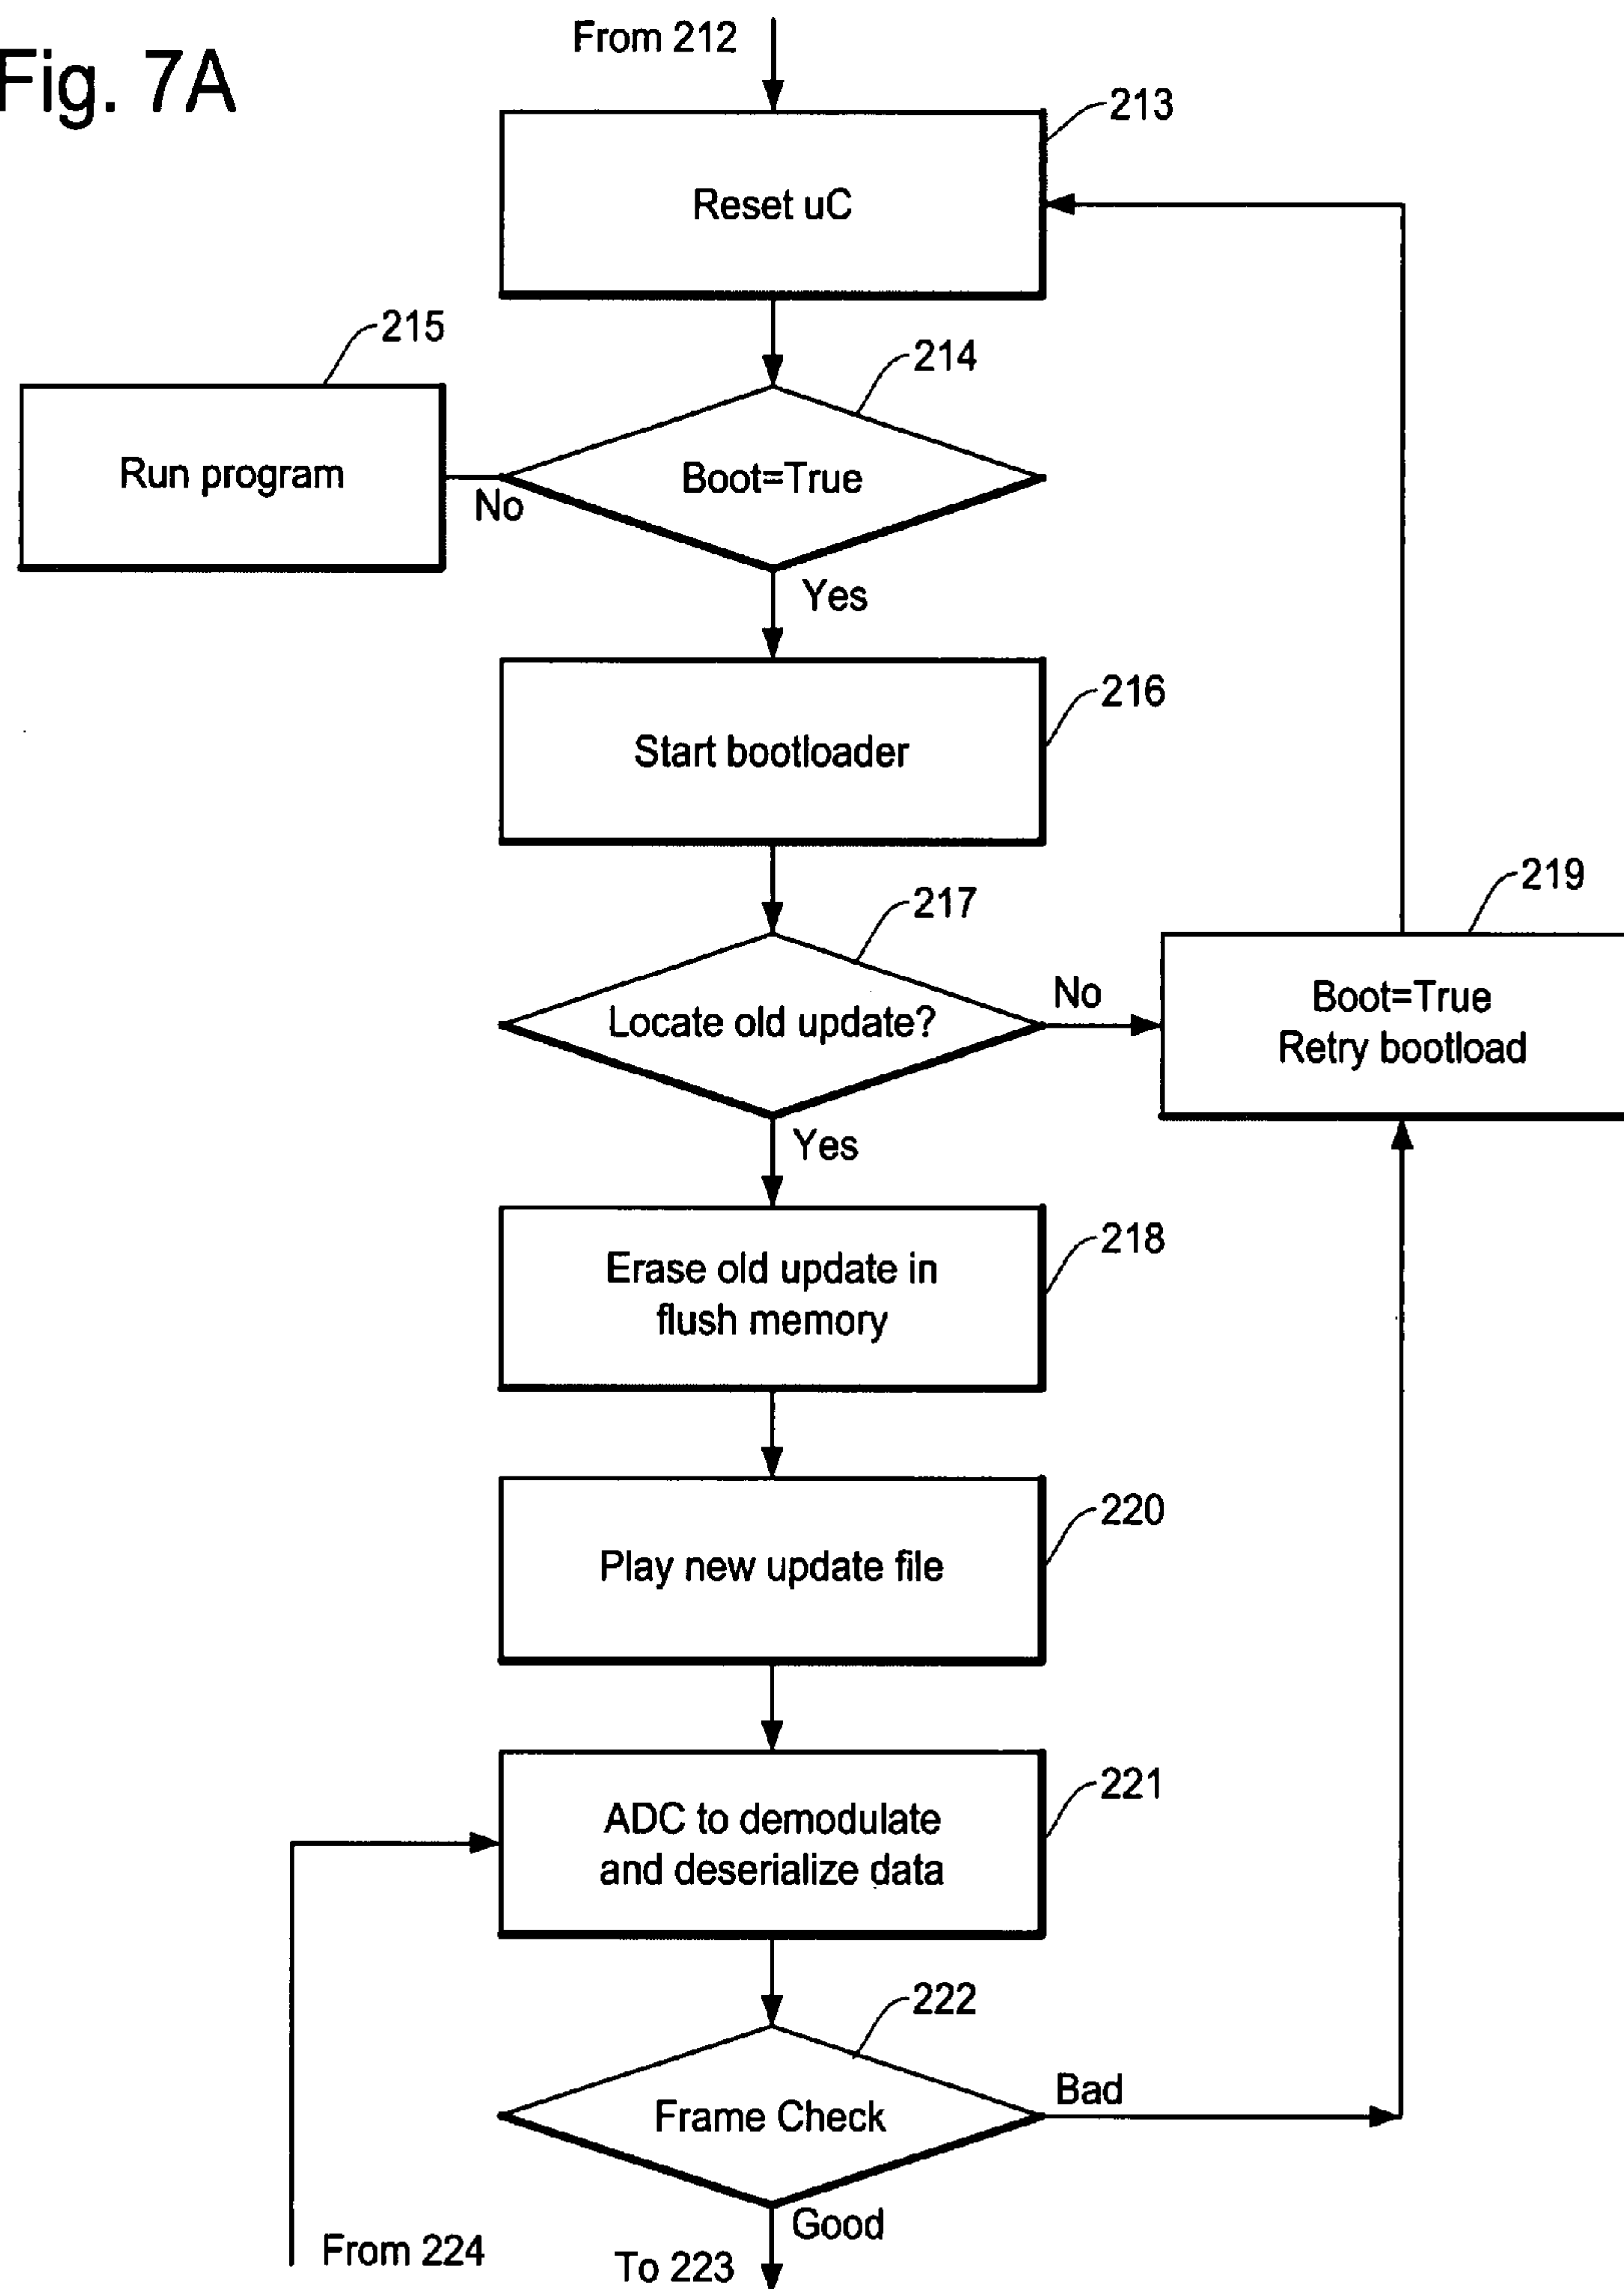 Fig. 7A
From 212
213
Reset uC
215
214
Run program
No
Boot=True
Yes
216
Start bootloader
217
219
Locate old update?
No
Boot=True
Retry bootload
Yes
218
Erase old update in
flush memory
220
Play new update file
221
ADC to demodulate
and deserialize data
222
Frame Check
Bad
Good
From 224
To 223